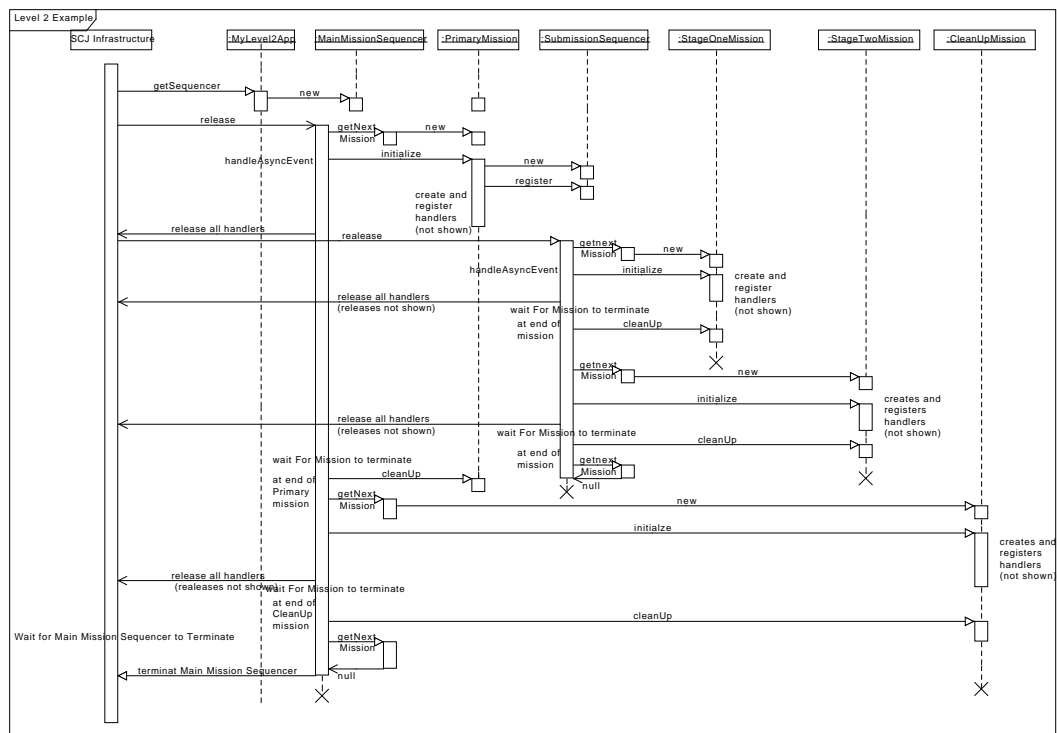 Level 2 Example
SCJ Infrastructure
:MyLevel2App
:MainMissionSequencer
:PrimaryMission
:SubmissionSequencer
:StageOneMission
:StageTwoMission
:CleanUpMission
getSequencer
new
release
getNext
Mission
new
handleAsyncEvent
initialize
new
register
create and
register
handlers
(not shown)
release all handlers
realease
getnext
Mission
new
handleAsyncEvent
initialize
create and
register
handlers
(not shown)
release all handlers
(releases not shown)
wait For Mission to terminate
at end of
mission
cleanUp
getnext
Mission
new
initialize
creates and
registers
handlers
(not shown)
release all handlers
(releases not shown)
wait For Mission to terminate
cleanUp
at end of
mission
getnext
Mission
null
wait For Mission to terminate
at end of
Primary
mission
cleanUp
getNext
Mission
new
initialze
creates and
registers
handlers
(not shown)
release all handlers
(realeases not shown)
wait For Mission to terminate
at end of
CleanUp
mission
cleanUp
Wait for Main Mission Sequencer to Terminate
getNext
Mission
null
terminat Main Mission Sequencer